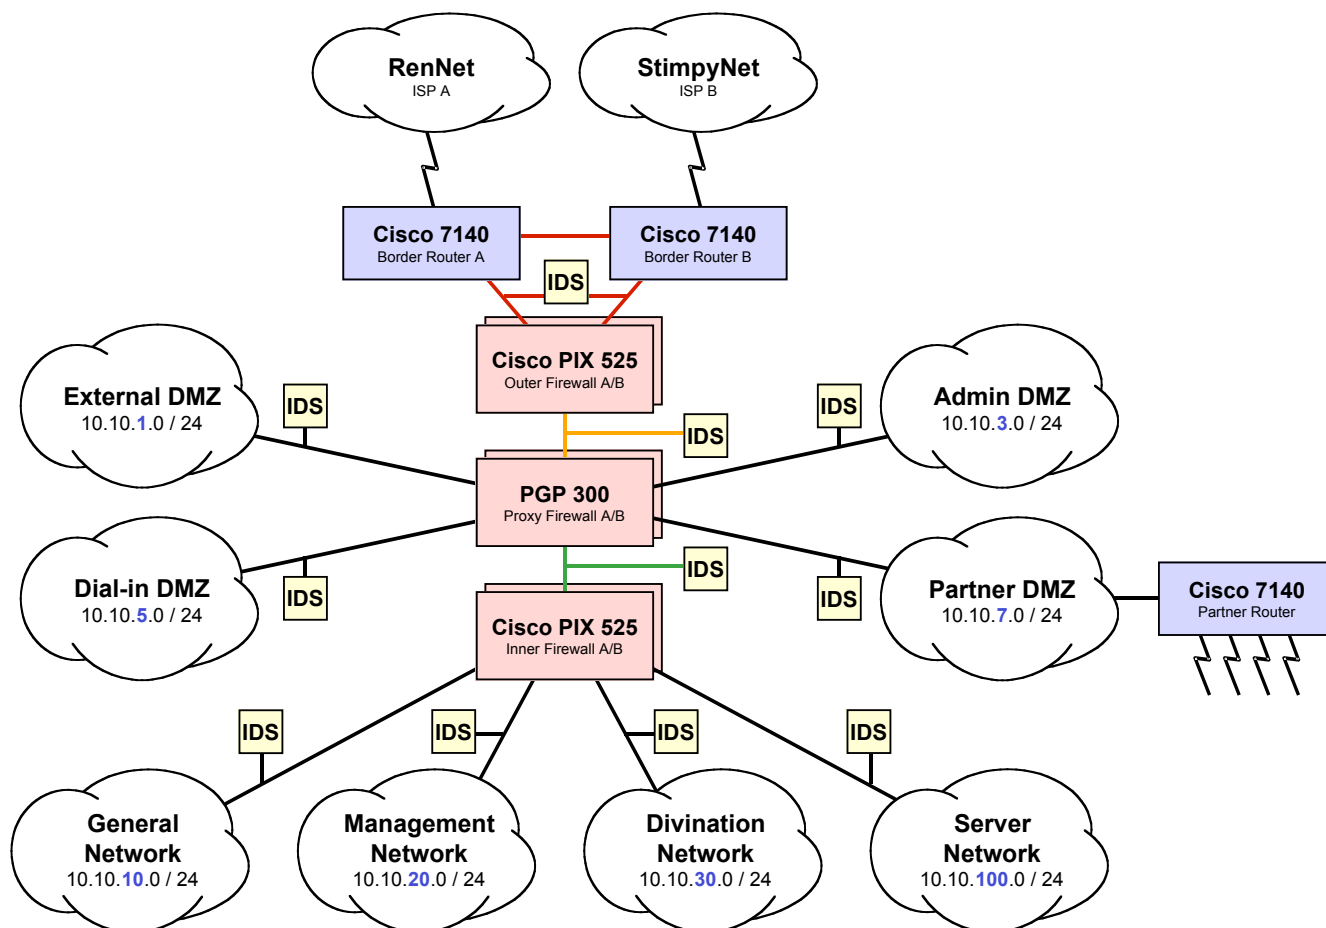 RenNet
ISP A
StimpyNet
ISP B
Cisco 7140
Border Router A
Cisco 7140
Border Router B
IDS
Cisco PIX 525
Outer Firewall A/B
External DMZ
10.10.1.0 / 24
IDS
IDS
IDS
Admin DMZ
10.10.3.0 / 24
PGP 300
Proxy Firewall A/B
Dial-in DMZ
10.10.5.0 / 24
IDS
IDS
IDS
Partner DMZ
10.10.7.0 / 24
Cisco 7140
Partner Router
Cisco PIX 525
Inner Firewall A/B
IDS
IDS
IDS
IDS
General
Network
10.10.10.0 / 24
Management
Network
10.10.20.0 / 24
Divination
Network
10.10.30.0 / 24
Server
Network
10.10.100.0 / 24